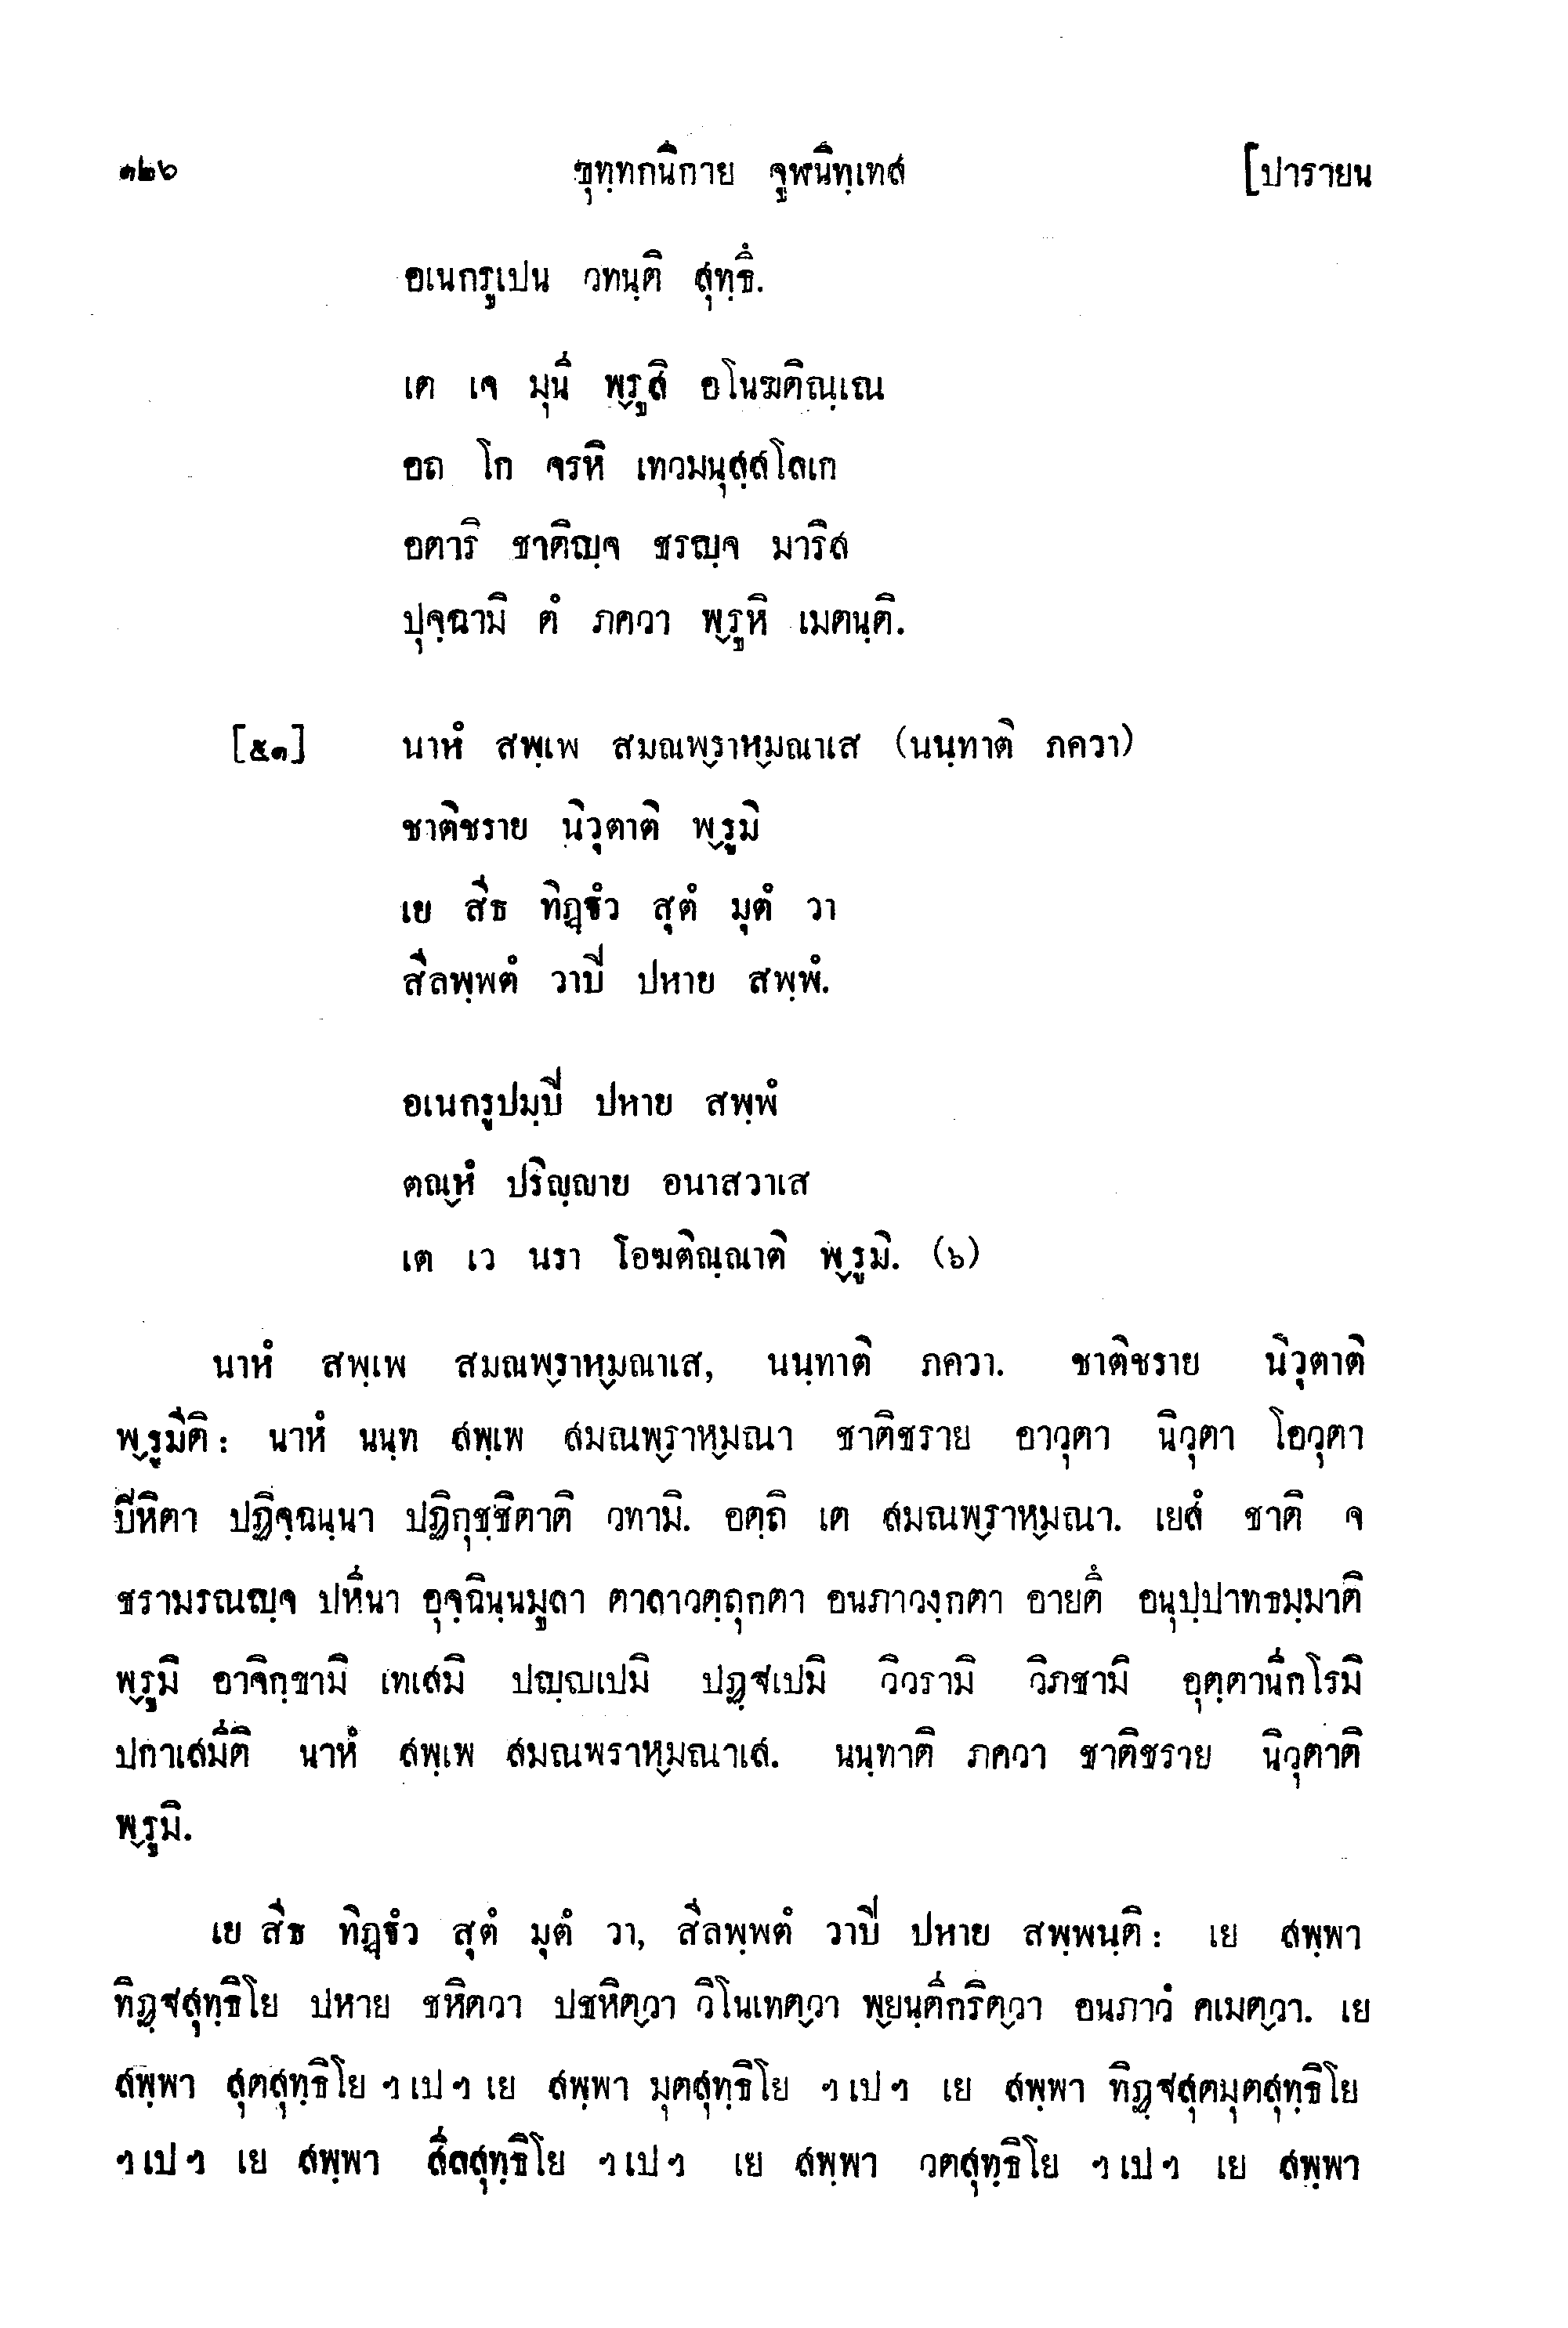 ๑๒๖ ขุทฺทกนิกาย จูฬนิทฺเทส [ปารายน
อเนกรูเปน วทนฺติ สุทฺธึ.
เต เจ มุนี พฺรูสิ อโนฆติณฺเณ
อถ โก จรหิ เทวมนุสฺสโลเก
อตาริ ชาติญฺจ ชรญฺจ มาริส
ปุจฺฉามิ ตํ ภควา พฺรูหิ เมตนฺติ.
[๕๑] นาหํ สพฺเพ สมณพฺราหฺมณาเส (นนฺทาติ ภควา)
ชาติชราย นิวุตาติ พฺรูมิ
เย สีธ ทิฏฺฐํว สุตํ มุตํ วา
สีลพฺพตํ วาปี ปหาย สพฺพํ.
อเนกรูปมฺปี ปหาย สพฺพํ
ตณฺหํ ปริญฺญาย อนาสวาเส
เต เว นรา โอฆติณฺณาติ พฺรูมิ. (๖)
นาหํ สพฺเพ สมณพฺราหฺมณาเส, นนฺทาติ ภควา. ชาติชราย นิวุตาติ
พฺรูมีติ: นาหํ นนฺท สพฺเพ สมณพฺราหฺมณา ชาติชราย อาวุตา นิวุตา โอวุตา
ปีหิตา ปฏิจฺฉนฺนา ปฏิกุชฺชิตาติ วทามิ. อตฺถิ เต สมณพฺราหฺมณา. เยสํ ชาติ จ
ชรามรณญฺจ ปหีนา อุจฺฉินฺนมูลา ตาลาวตฺถุกตา อนภาวงฺกตา อายตึ อนุปฺปาทธมฺมาติ
พฺรูมิ อาจิกฺขามิ เทเสมิ ปญฺญเปมิ ปฏฺฐเปมิ วิวรามิ วิภชามิ อุตฺตานีกโรมิ
ปกาเสมีติ นาหํ สพฺเพ สมณพราหฺมณาเส. นนฺทาติ ภควา ชาติชราย นิวุตาติ
พฺรูมิ.
เย สีธ ทิฏฺฐํว สุตํ มุตํ วา, สีลพฺพตํ วาปี ปหาย สพฺพนฺติ: เย สพฺพา
ทิฏฺฐสุทฺธิโย ปหาย ชหิตวา ปชหิตฺวา วิโนเทตฺวา พฺยนฺตีกริตฺวา อนภาวํ คเมตฺวา. เย
สพฺพา สุตสุทฺธิโย ฯเปฯ เย สพฺพา มุตสุทฺธิโย ฯเปฯ เย สพฺพา ทิฏฺฐสุตมุตสุทฺธิโย
ฯเปฯ เย สพฺพา สีลสุทฺธิโย ฯเปฯ เย สพฺพา วตสุทฺธิโย ฯเปฯ เย สพฺพา